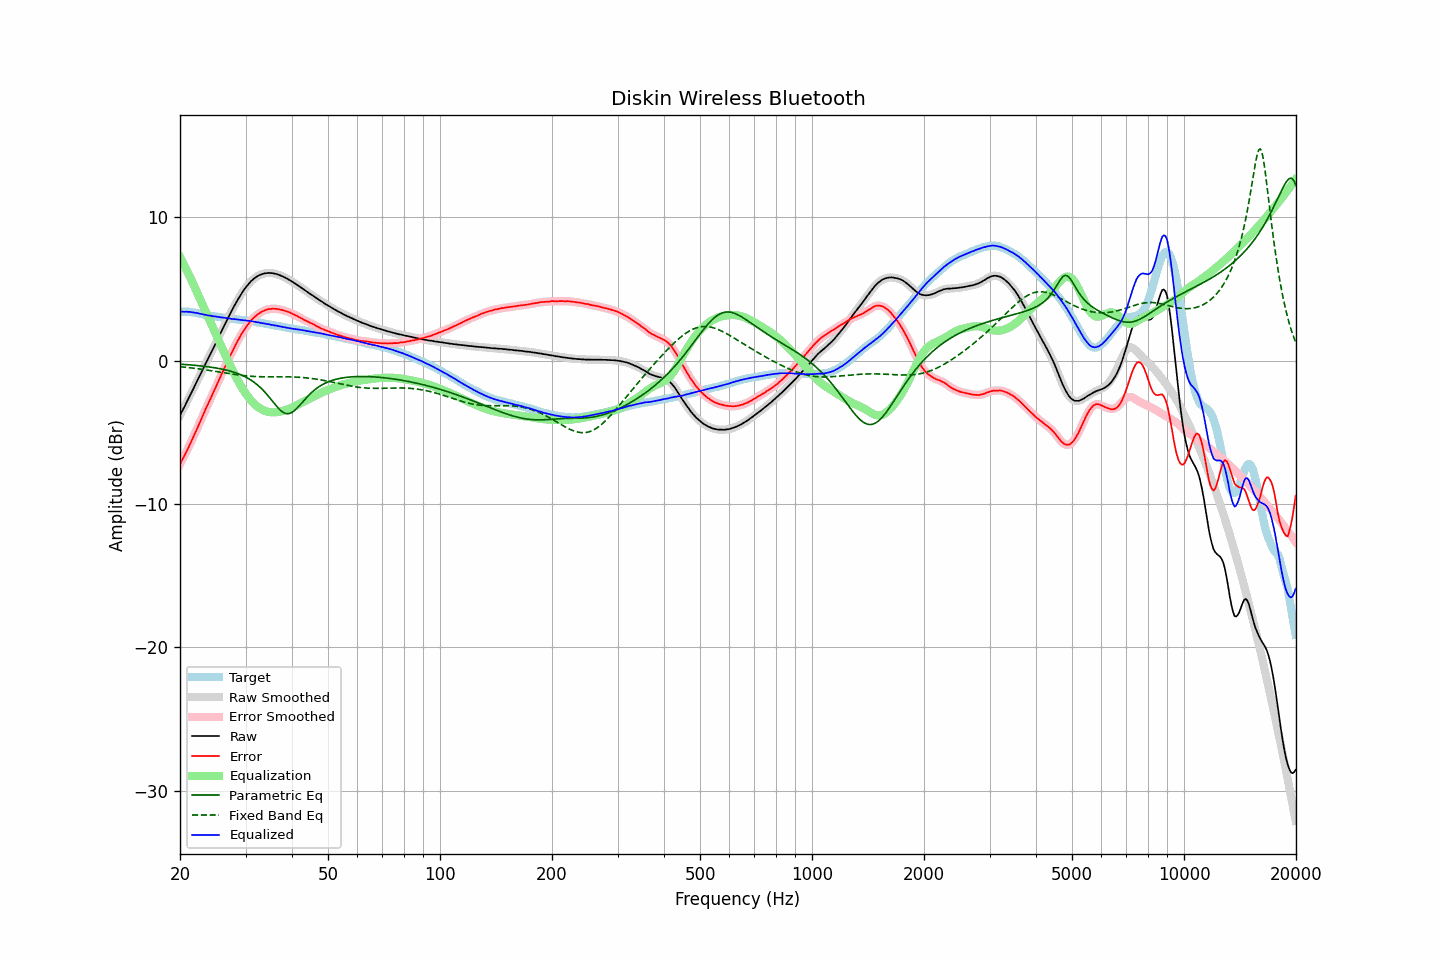 Diskin Wireless Bluetooth
Amplitude (dBr)
10
0
−10
−20
−30
Target
Raw Smoothed
Error Smoothed
Raw
Error
Equalization
Parametric Eq
Fixed Band Eq
Equalized
20 50 100 200 500 1000 2000 5000 10000 20000
Frequency (Hz)